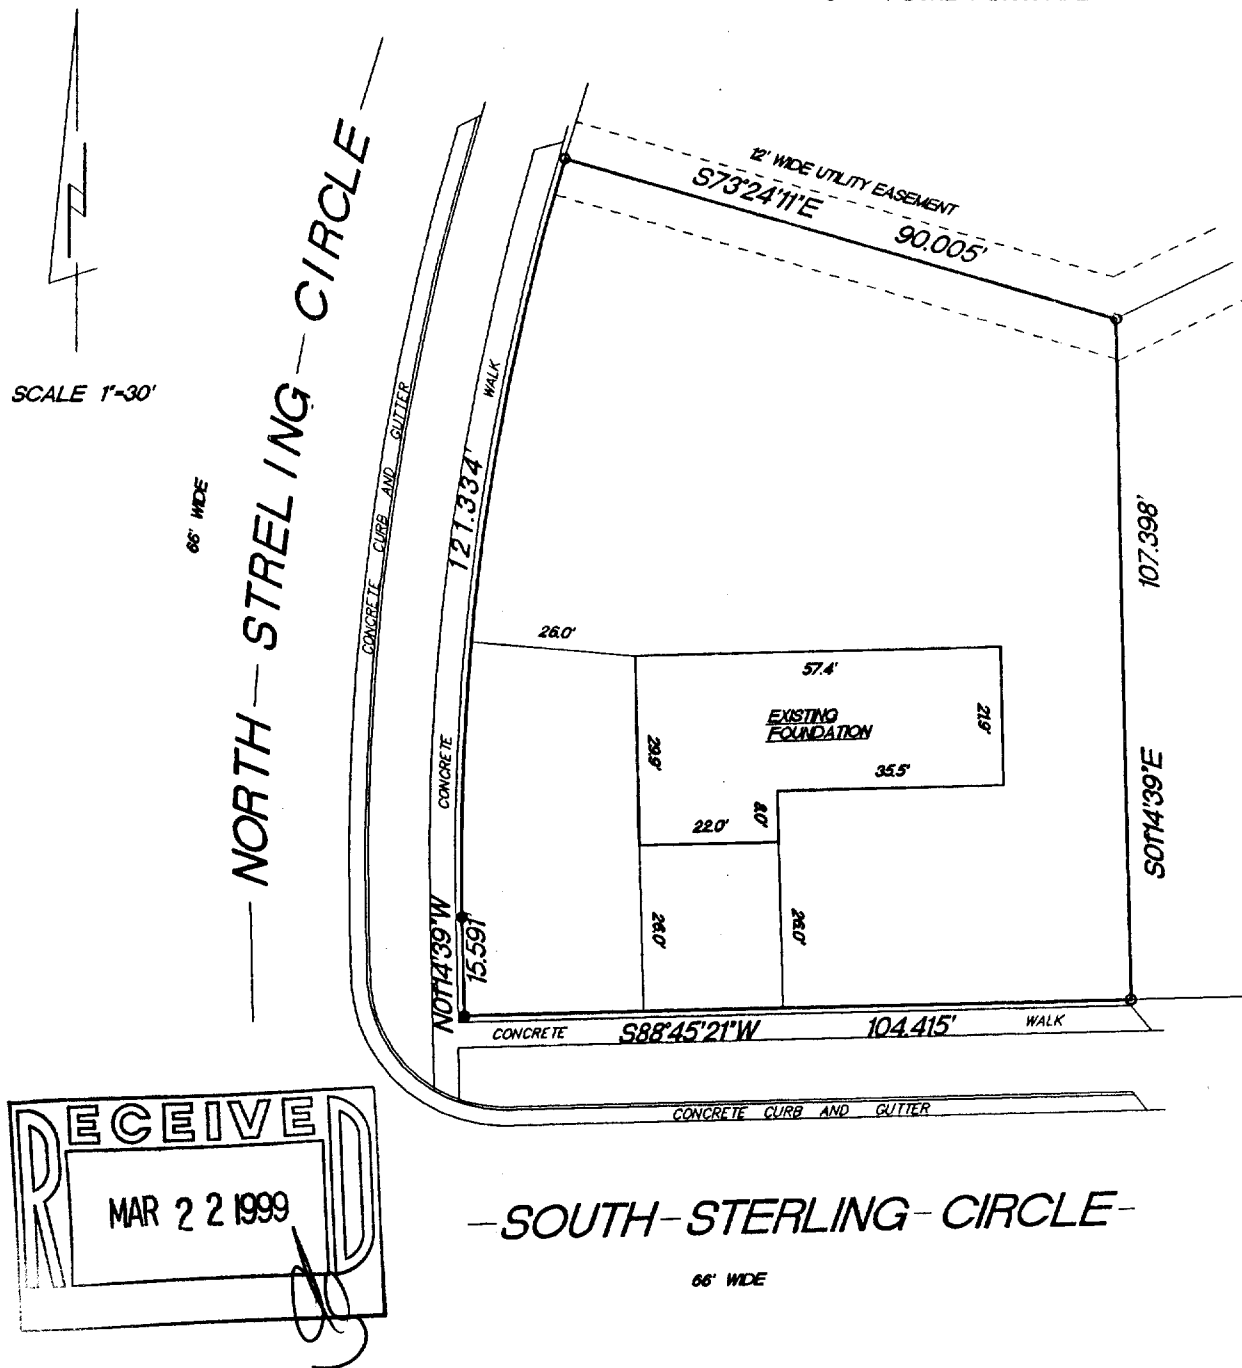 12' WIDE UTILITY EASEMENT
S73°24'11"E 90.005'
SCALE 1"=30'
66' WIDE
NORTH-STRELING-CIRCLE
CONCRETE CURB AND GUTTER
CONCRETE WALK
121.334'
107.398'
S01°14'39"E
26.0'
57.4'
EXISTING
FOUNDATION
21.9'
29.9'
35.5'
8.0'
22.0'
26.0'
26.0'
N01°14'39"W
15.591'
CONCRETE WALK
S88°45'21"W 104.415'
CONCRETE CURB AND GUTTER
RECEIVED
MAR 22 1999
-SOUTH-STERLING-CIRCLE-
66' WIDE